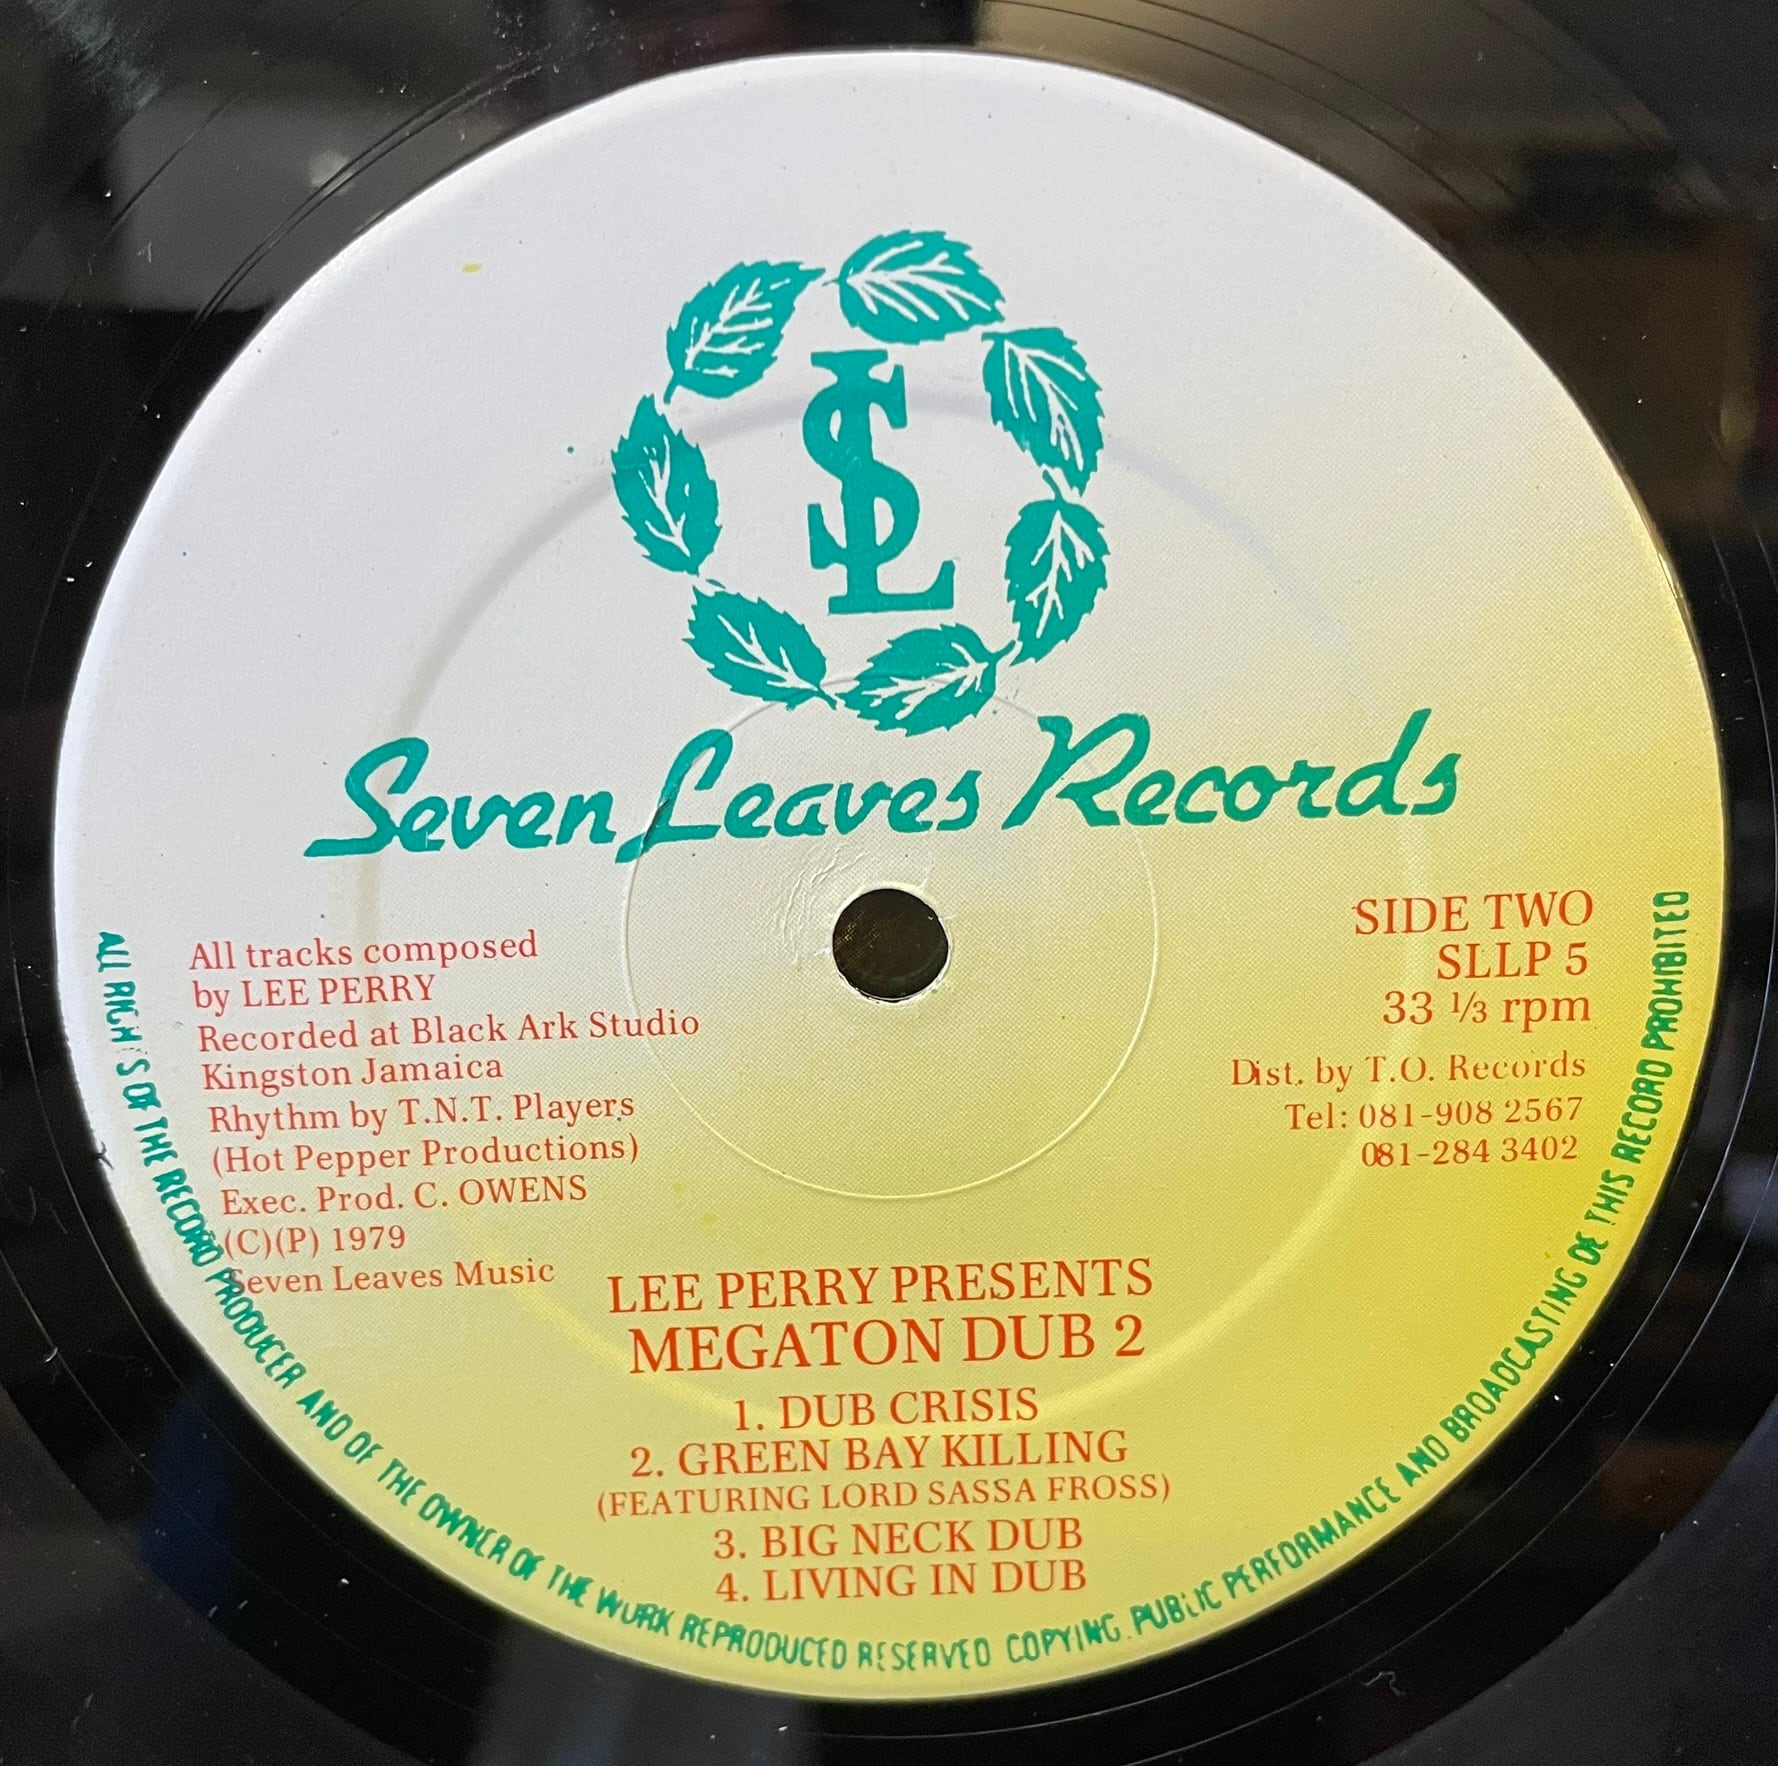 SL
Seven Leaves Records
All tracks composed
by LEE PERRY
Recorded at Black Ark Studio
Kingston Jamaica
Rhythm by T.N.T. Players
(Hot Pepper Productions)
Exec. Prod. C. OWENS
(C)(P) 1979
Seven Leaves Music
SIDE TWO
SLLP 5
33 ⅓ rpm
Dist. by T.O. Records
Tel: 081-908 2567
081-284 3402
LEE PERRY PRESENTS
MEGATON DUB 2
1. DUB CRISIS
2. GREEN BAY KILLING
(FEATURING LORD SASSA FROSS)
3. BIG NECK DUB
4. LIVING IN DUB
ALL RIGHTS OF THE RECORD PRODUCER AND OF THE OWNER OF THE WORK REPRODUCED RESERVED COPYING. PUBLIC PERFORMANCE AND BROADCASTING OF THIS RECORD PROHIBITED